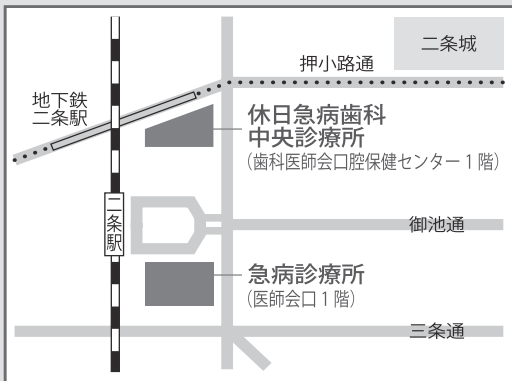 二条城
押小路通
地下鉄
二条駅
休日急病歯科
中央診療所
（歯科医師会口腔保健センター1階）
二条駅
御池通
急病診療所
（医師会口1階）
三条通